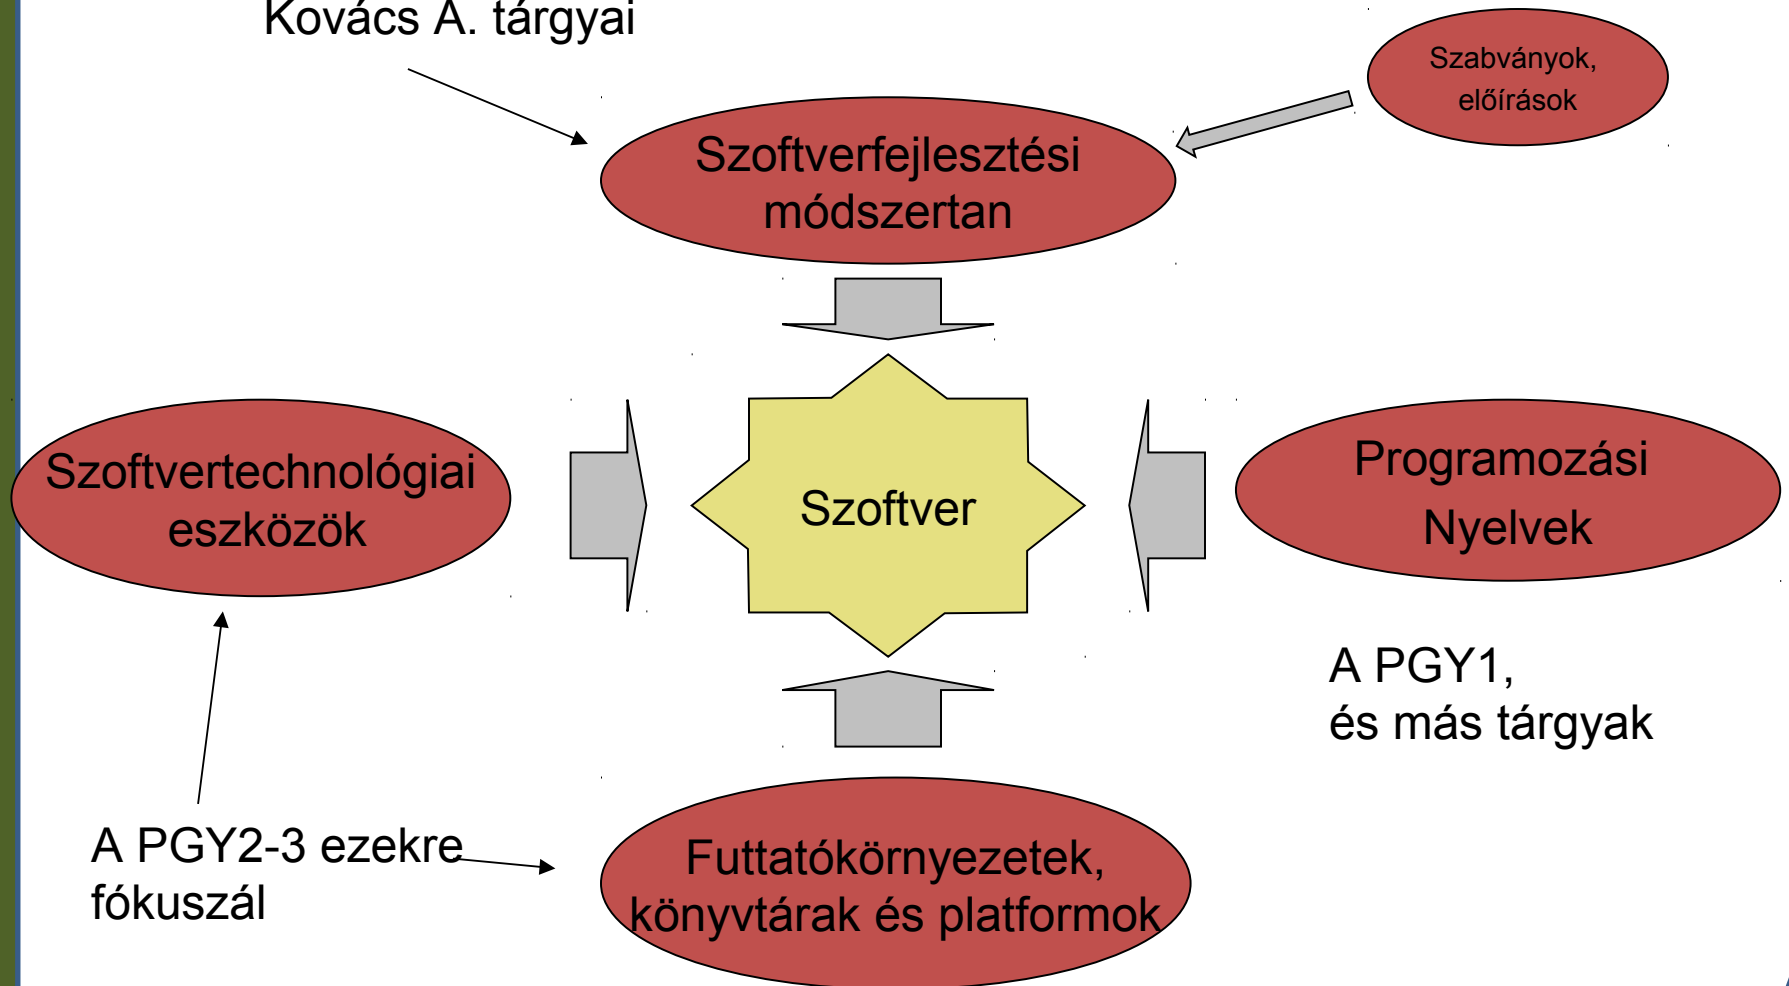 Kovács A. tárgyai
Szabványok,
előírások
Szoftverfejlesztési
módszertan
Szoftvertechnológiai
eszközök
Szoftver
Programozási
Nyelvek
A PGY1,
és más tárgyak
A PGY2-3 ezekre
fókuszál
Futtatókörnyezetek,
könyvtárak és platformok